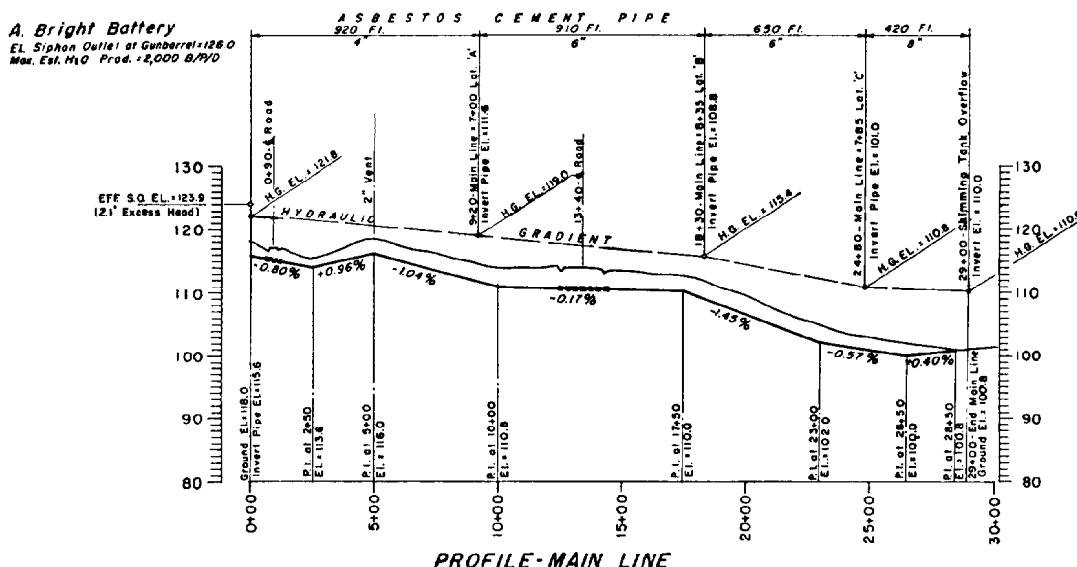 ASBESTOS CEMENT PIPE
920 Ft. 910 Ft. 650 Ft. 420 Ft.
4" 6" 6" 8"
A. Bright Battery
El. Siphon Outlet at Gunbarrel=126.0
Max. Est. H2O Prod.=2,000 B/P/D
0+90-℄ Road
H.G. EL.=121.8
2" Vent
9+20-Main Line=7+00 Lat. 'A'
Invert Pipe El.=111.6
H.G. EL.=119.0
13+40-℄ Road
18+30-Main Line=8+35 Lat. 'B'
Invert Pipe El.=108.8
H.G. EL.=115.4
24+80-Main Line=7+85 Lat. 'C'
Invert Pipe El.=101.0
H.G. EL.=110.8
29+00-Skimming Tank Overflow
Invert El.=110.0
H.G. EL.=110.
EFF. S.O. EL.=123.9
(2.1' Excess Head)
HYDRAULIC GRADIENT
130 120 110 100 90 80
-0.80% +0.96% -1.04% -0.17% -1.45% -0.57% +0.40%
130 120 110 100 90 80
Ground El.=118.0
Invert Pipe El.=115.6
P.I. at 2+50
El.=113.6
P.I. at 5+00
El.=116.0
P.I. at 10+00
El.=110.8
P.I. at 17+50
El.=110.0
P.I. at 23+00
El.=102.0
P.I. at 26+50
El.=100.0
P.I. at 28+50
El.=100.8
29+00-End Main Line
Ground El.=100.8
0+00 5+00 10+00 15+00 20+00 25+00 30+00
PROFILE-MAIN LINE